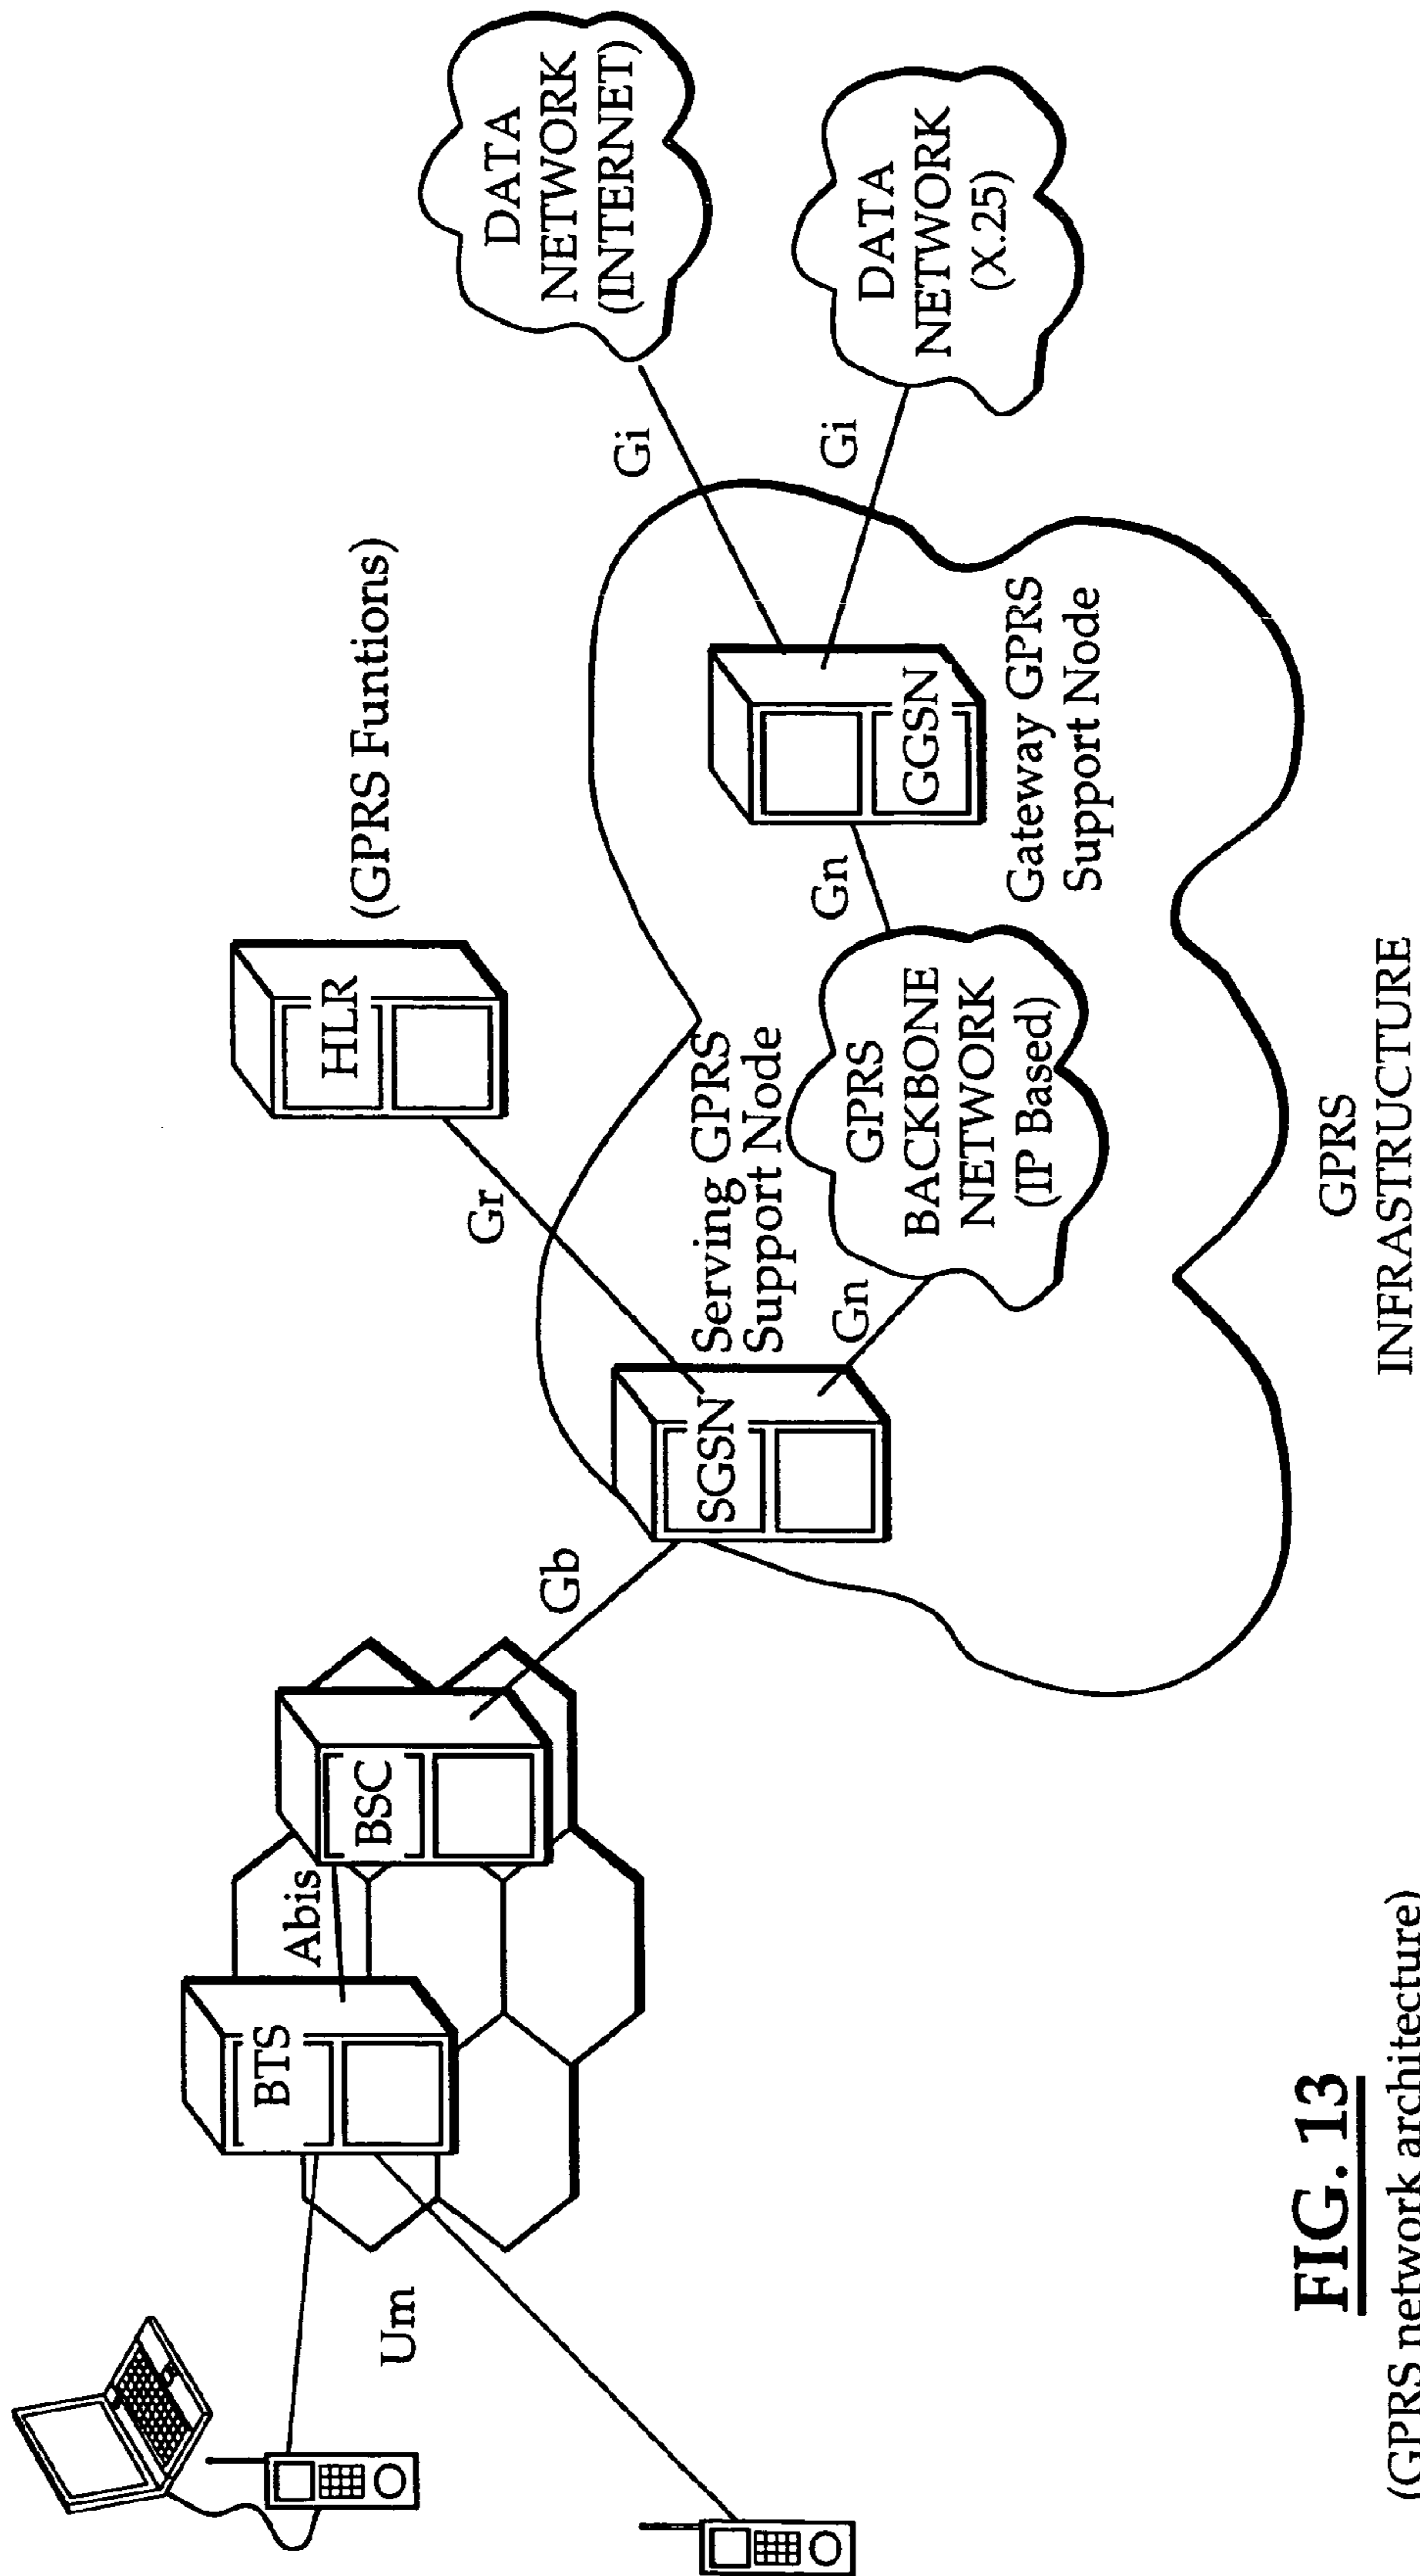 BTS
Abis
BSC
Um
Gb
HLR
(GPRS Funtions)
Gr
SGSN
Serving GPRS
Support Node
Gn
GPRS
BACKBONE
NETWORK
(IP Based)
Gn
GGSN
Gateway GPRS
Support Node
Gi
Gi
DATA
NETWORK
(INTERNET)
DATA
NETWORK
(X.25)
GPRS
INFRASTRUCTURE
FIG. 13
(GPRS network architecture)